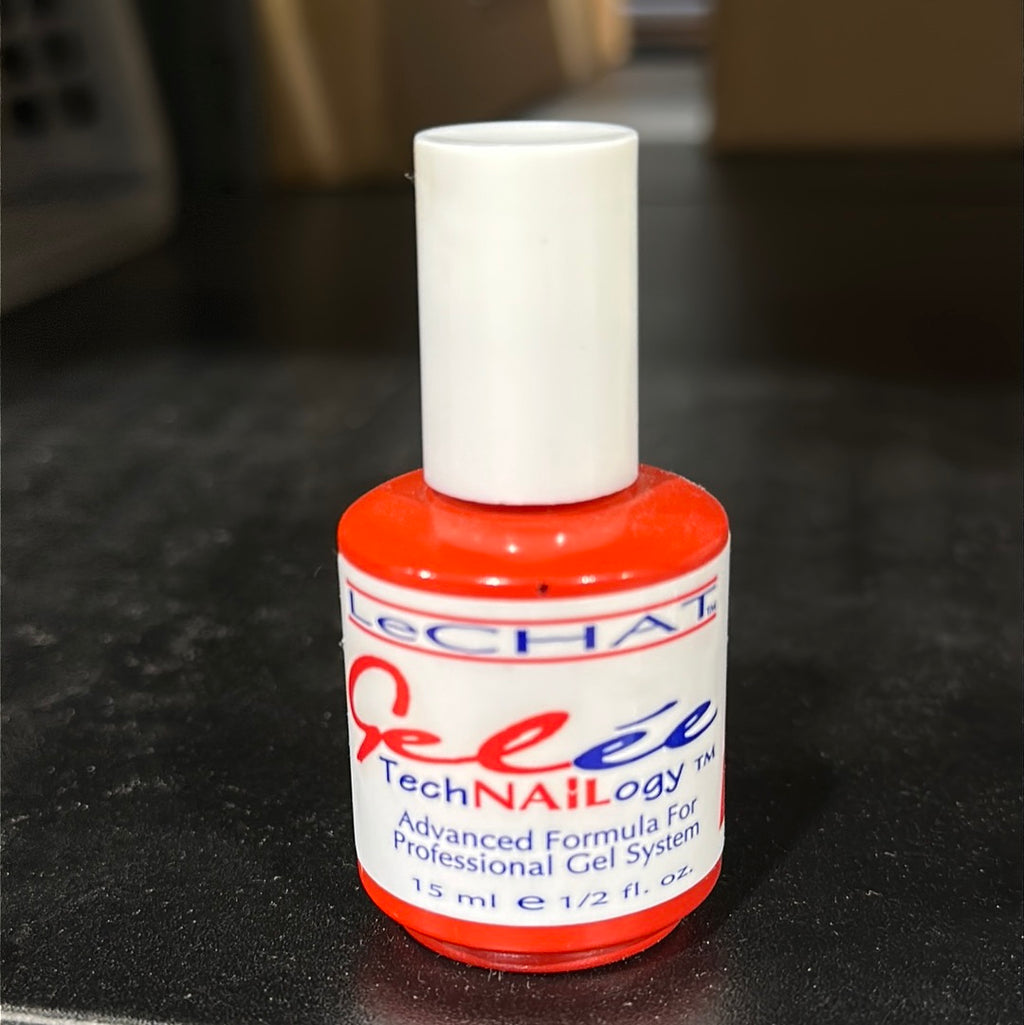 LeCHAT™
Gelée
TechNAiLogy™
Advanced Formula For
Professional Gel System
15 ml e 1/2 fl. oz.